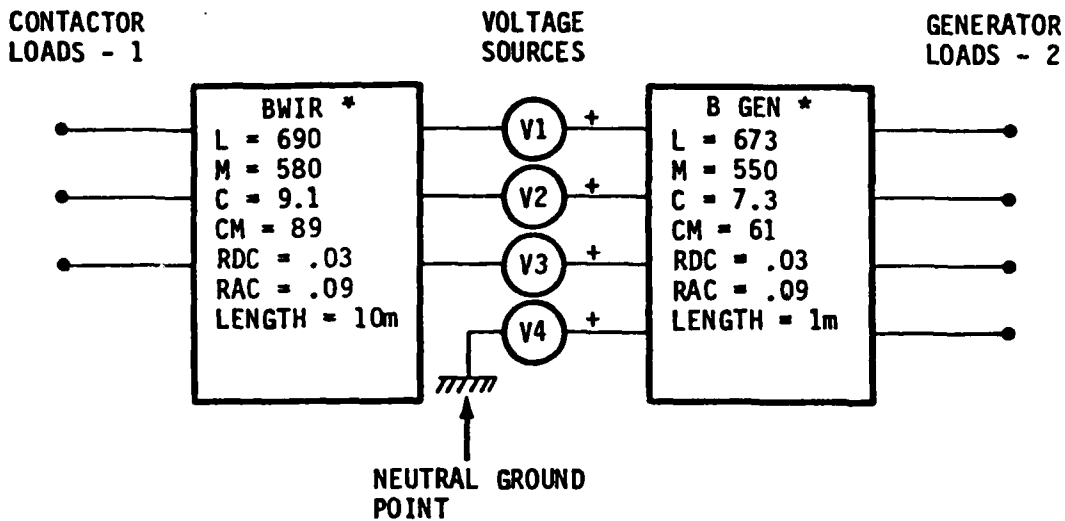 CONTACTOR
LOADS - 1
VOLTAGE
SOURCES
GENERATOR
LOADS - 2
BWIR *
L = 690
M = 580
C = 9.1
CM = 89
RDC = .03
RAC = .09
LENGTH = 10m
V1 +
V2 +
V3 +
V4 +
B GEN *
L = 673
M = 550
C = 7.3
CM = 61
RDC = .03
RAC = .09
LENGTH = 1m
NEUTRAL GROUND
POINT